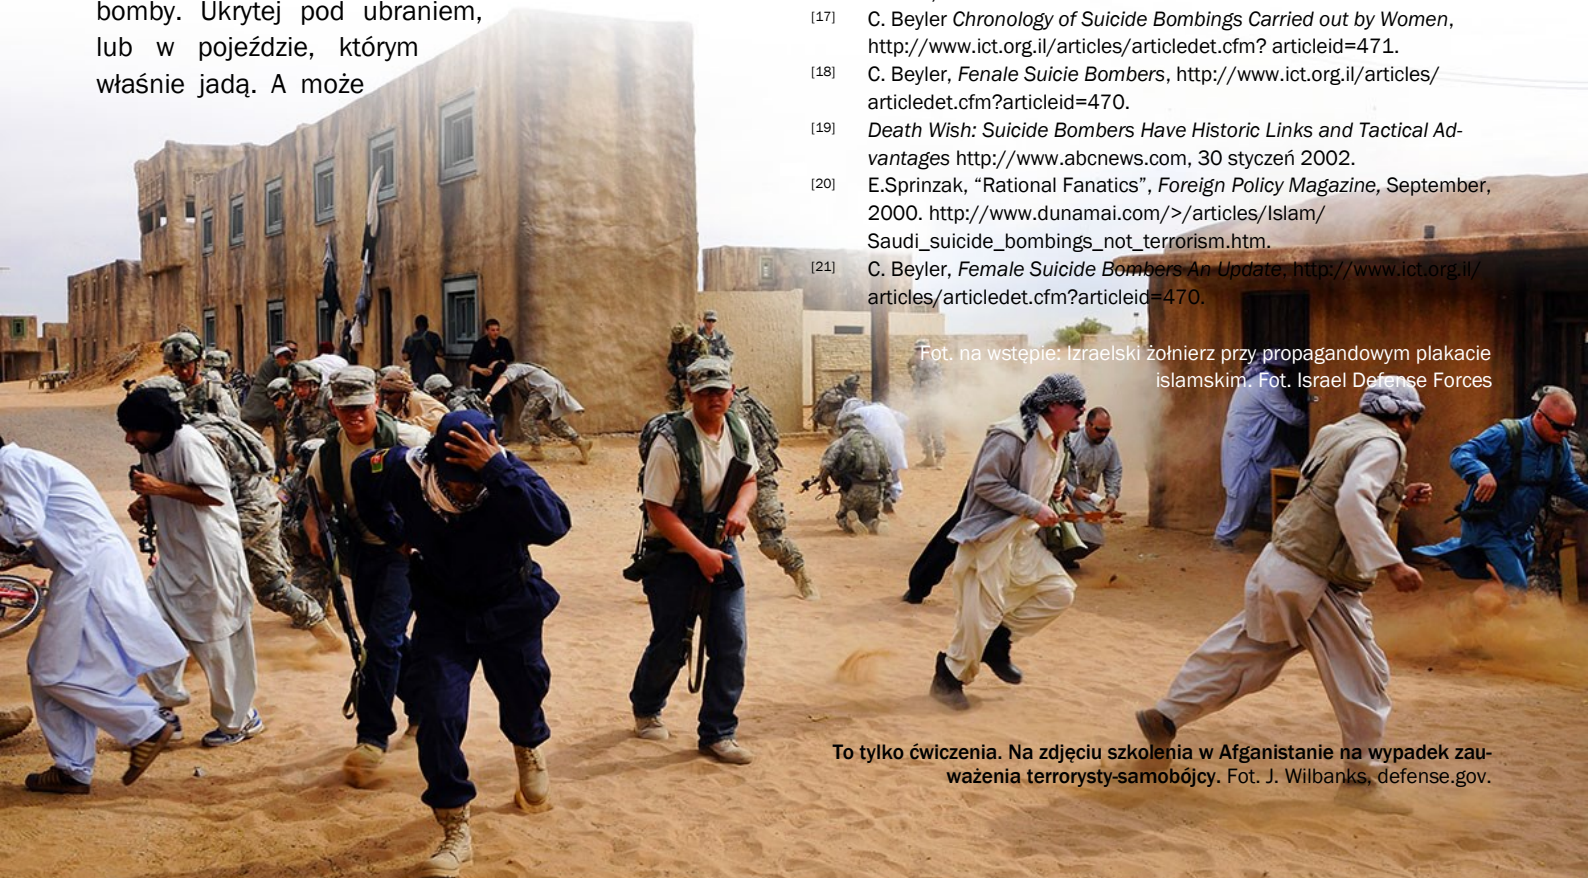 bomby. Ukrytej pod ubraniem,
lub w pojeździe, którym
właśnie jadą. A może
[17] C. Beyler Chronology of Suicide Bombings Carried out by Women,
http://www.ict.org.il/articles/articledet.cfm? articleid=471.
[18] C. Beyler, Fenale Suicie Bombers, http://www.ict.org.il/articles/
articledet.cfm?articleid=470.
[19] Death Wish: Suicide Bombers Have Historic Links and Tactical Ad-
vantages http://www.abcnews.com, 30 styczeń 2002.
[20] E.Sprinzak, “Rational Fanatics”, Foreign Policy Magazine, September,
2000. http://www.dunamai.com/>/articles/Islam/
Saudi_suicide_bombings_not_terrorism.htm.
[21] C. Beyler, Female Suicide Bombers An Update, http://www.ict.org.il/
articles/articledet.cfm?articleid=470.
Fot. na wstępie: Izraelski żołnierz przy propagandowym plakacie
islamskim. Fot. Israel Defense Forces
To tylko ćwiczenia. Na zdjęciu szkolenia w Afganistanie na wypadek zau-
ważenia terrorysty-samobójcy. Fot. J. Wilbanks, defense.gov.